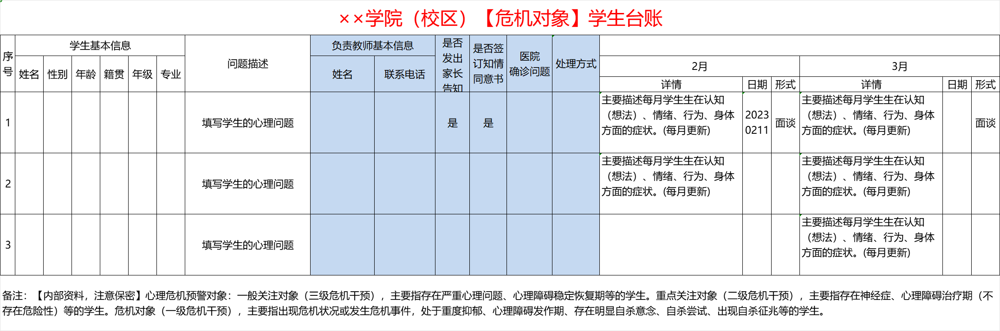 ××学院（校区）【危机对象】学生台账
序号 学生基本信息 问题描述 负责教师基本信息 是否发出家长告知 是否签订知情同意书 医院确诊问题 处理方式
2月 3月
姓名 性别 年龄 籍贯 年级 专业 姓名 联系电话
详情 日期 形式 详情 日期 形式
1 填写学生的心理问题 是 是 主要描述每月学生生在认知（想法）、情绪、行为、身体方面的症状。(每月更新) 20230211 面谈 主要描述每月学生生在认知（想法）、情绪、行为、身体方面的症状。(每月更新) 面谈
2 填写学生的心理问题 主要描述每月学生生在认知（想法）、情绪、行为、身体方面的症状。(每月更新) 主要描述每月学生生在认知（想法）、情绪、行为、身体方面的症状。(每月更新)
3 填写学生的心理问题 主要描述每月学生生在认知（想法）、情绪、行为、身体方面的症状。(每月更新)
备注：【内部资料，注意保密】心理危机预警对象：一般关注对象（三级危机干预），主要指存在严重心理问题、心理障碍稳定恢复期等的学生。重点关注对象（二级危机干预），主要指存在神经症、心理障碍治疗期（不
存在危险性）等的学生。危机对象（一级危机干预），主要指出现危机状况或发生危机事件，处于重度抑郁、心理障碍发作期、存在明显自杀意念、自杀尝试、出现自杀征兆等的学生。